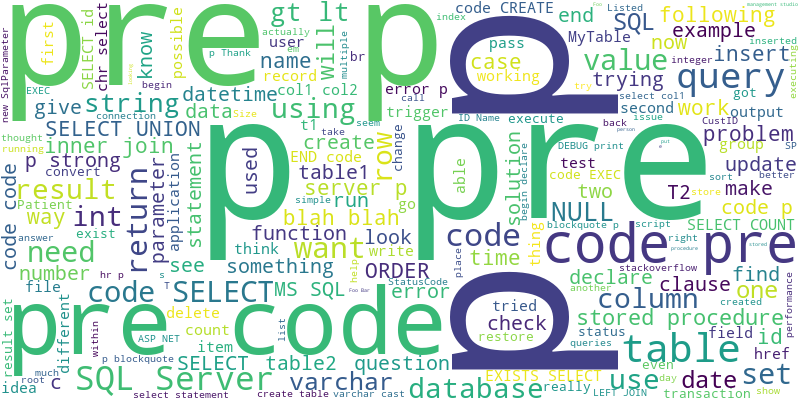 pre p
p pre
pre code
code pre
p
p
gt lt
code CREATE
index
Listed
Foo
management studio
SELECT id
first
chr select
know
possible
p Thank
will
actually
em
multiple
user
name
record
br
end
SQL
following
MyTable
now
example
insert
inserted
executing
pass
case
working
value
trying
try
integer
query
new SqlParameter
EXEC
begin
datetime
string
give
connection
data
Size
using
col1 col2
error p
call
trigger
t1
select col1
second
got
work
output
ID Name
execute
back
issue
CustID
person
problem
SP
thought
running
SELECT UNION
inner join
p strong
convert
result
Patient
way
int
return
parameter
application
statement
used
create
END code
table1
server p
row
take
seem
change
simple
run
go
blah blah
function
want
look
write
able
solution
begin declare
DEBUG print
test
code EXEC
two
NULL
put
e
group
sort
better
update
T2
make
store
code p
SELECT COUNT
blockquote p
script
right
stored
procedure
stackoverflow
code code
answer
exist
need
number
see
think
something
hr p
s
T
file
result set
different
idea
root
much
within
c
p blockquote
ASP NET
code SELECT
delete
count
item
list
MS SQL
help
Foo Bar
ORDER
StatusCode
error
code
time
thing
place
tried
check
restore
declare
another
column
stored procedure
status
queries
clause
find
one
created
field
id
performance
SELECT table2
question
SQL Server
varchar
select statement
create table
varchar cast
database
EXISTS SELECT
really
LEFT JOIN
use
even
day
table
date
transaction
href
set
show